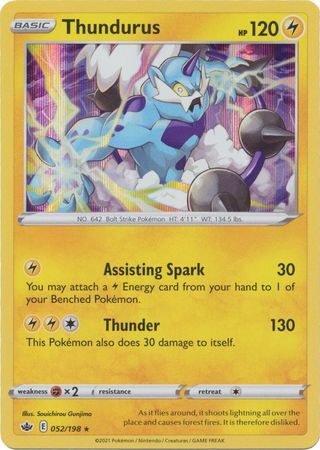 BASIC Thundurus HP 120
NO. 642 Bolt Strike Pokémon HT: 4'11" WT: 134.5 lbs.
Assisting Spark 30
You may attach a Energy card from your hand to 1 of
your Benched Pokémon.
Thunder 130
This Pokémon also does 30 damage to itself.
weakness ×2 resistance retreat
Illus. Souichirou Gunjima
E 052/198 ★
As it flies around, it shoots lightning all over the
place and causes forest fires. It is therefore disliked.
©2021 Pokémon / Nintendo / Creatures / GAME FREAK